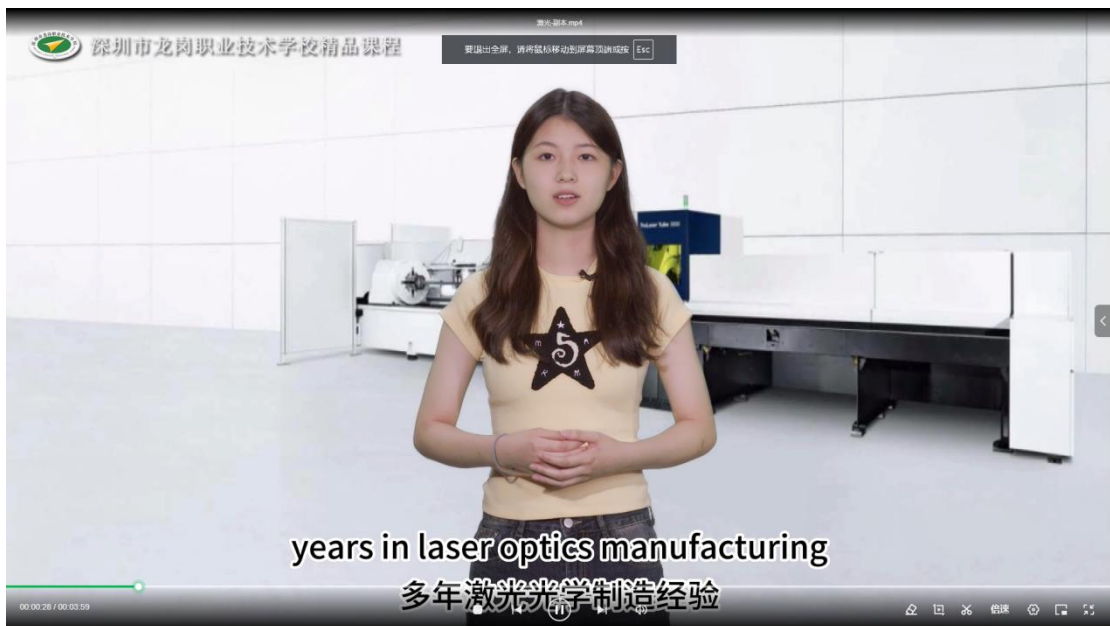 激光-副本.mp4
深圳市龙岗职业技术学校精品课程
要退出全屏，请将鼠标移动到屏幕顶端或按 Esc
5
years in laser optics manufacturing
多年激光光学制造经验
00:00:28 / 00:03:59
倍速